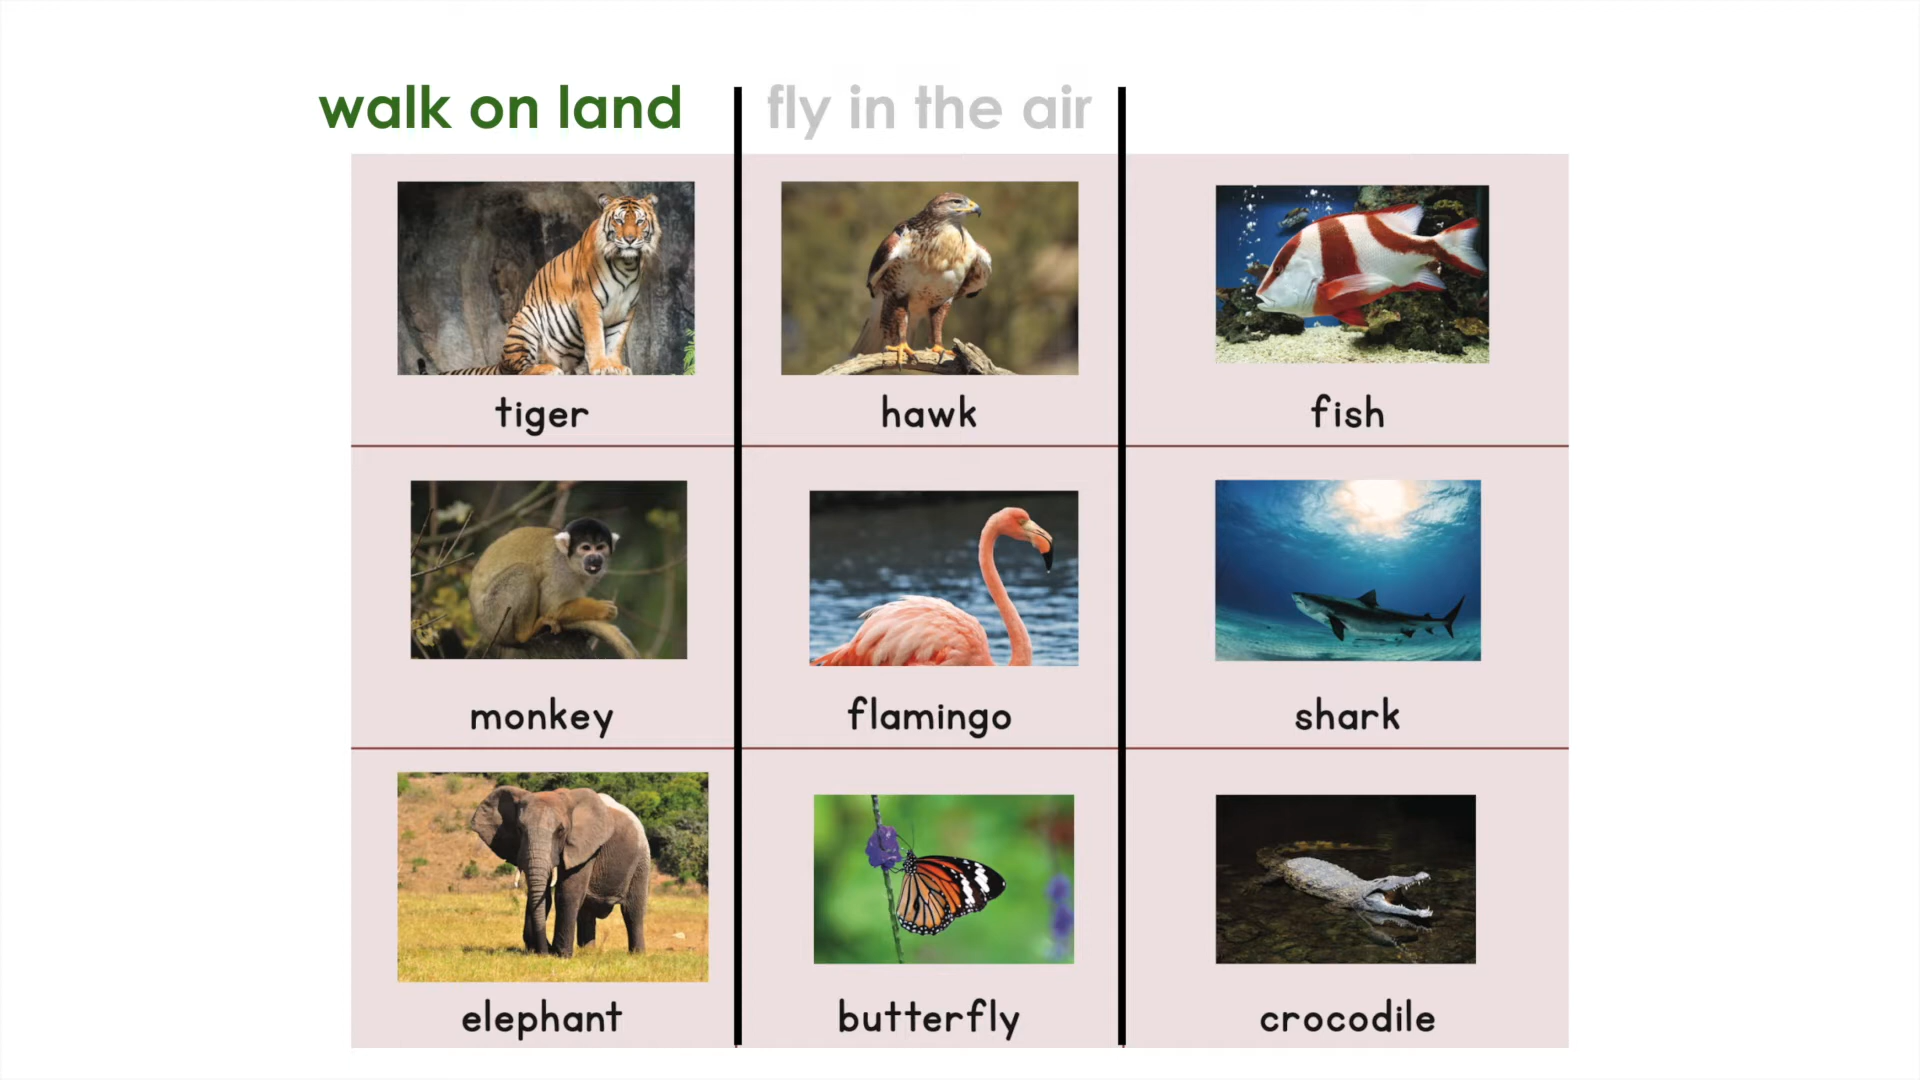 walk on land
fly in the air
tiger
hawk
fish
monkey
flamingo
shark
elephant
butterfly
crocodile